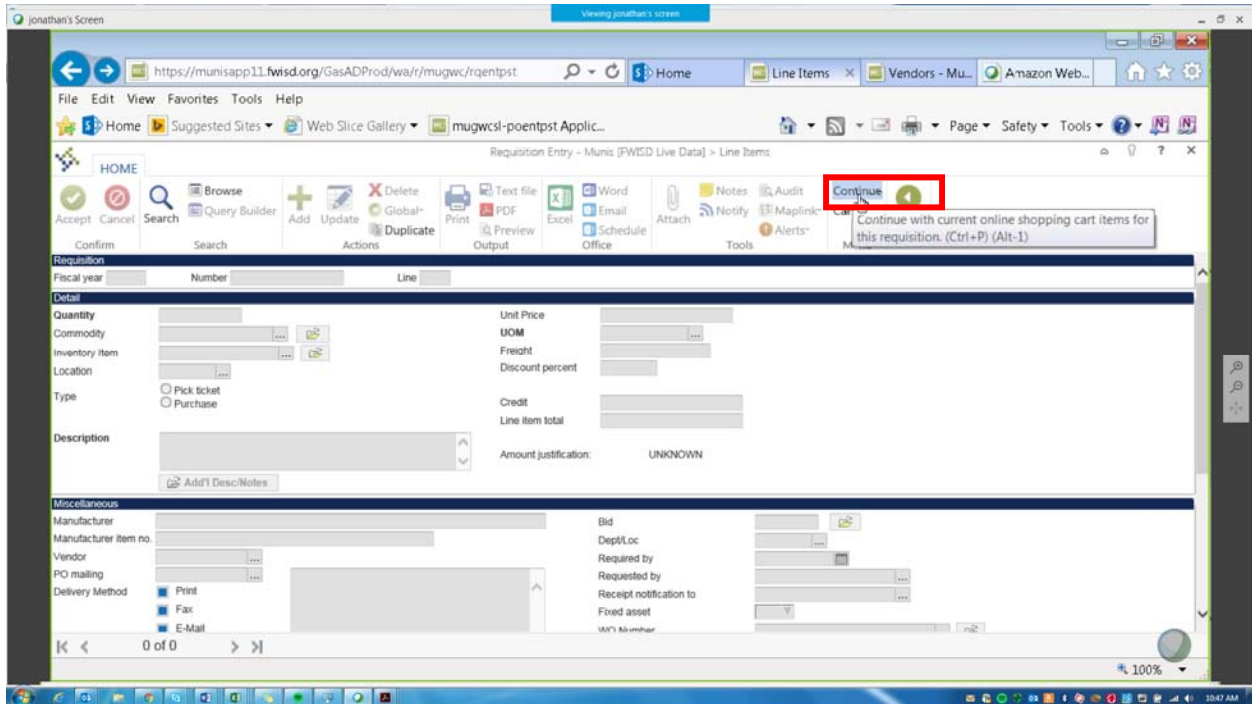 jonathan's Screen
Viewing jonathan's screen
https://munisapp11.fwisd.org/GasADProd/wa/r/mugwc/rqentpst
Home
Line Items
Vendors - Mu...
Amazon Web...
File Edit View Favorites Tools Help
Home Suggested Sites Web Slice Gallery mugwcsl-poentpst Applic...
Page Safety Tools
Requisition Entry - Munis [FWISD Live Data] > Line Items
HOME
Accept Cancel Search Browse Query Builder
Add Update Delete Global Duplicate
Print Text file PDF Preview
Excel Word Email Schedule
Attach Notes Notify Audit Maplink Alerts
Continue
Continue with current online shopping cart items for this requisition. (Ctrl+P) (Alt-1)
Confirm Search Actions Output Office Tools
Requisition
Fiscal year Number Line
Detail
Quantity Unit Price
Commodity UOM
Inventory Item Freight
Location Discount percent
Type Pick ticket
Purchase Credit
Line item total
Description
Amount justification: UNKNOWN
Add'l Desc/Notes
Miscellaneous
Manufacturer Bid
Manufacturer item no. Dept/Loc
Vendor Required by
PO mailing Requested by
Delivery Method Print Receipt notification to
Fax Fixed asset
E-Mail WO Number
0 of 0
100%
10:47 AM